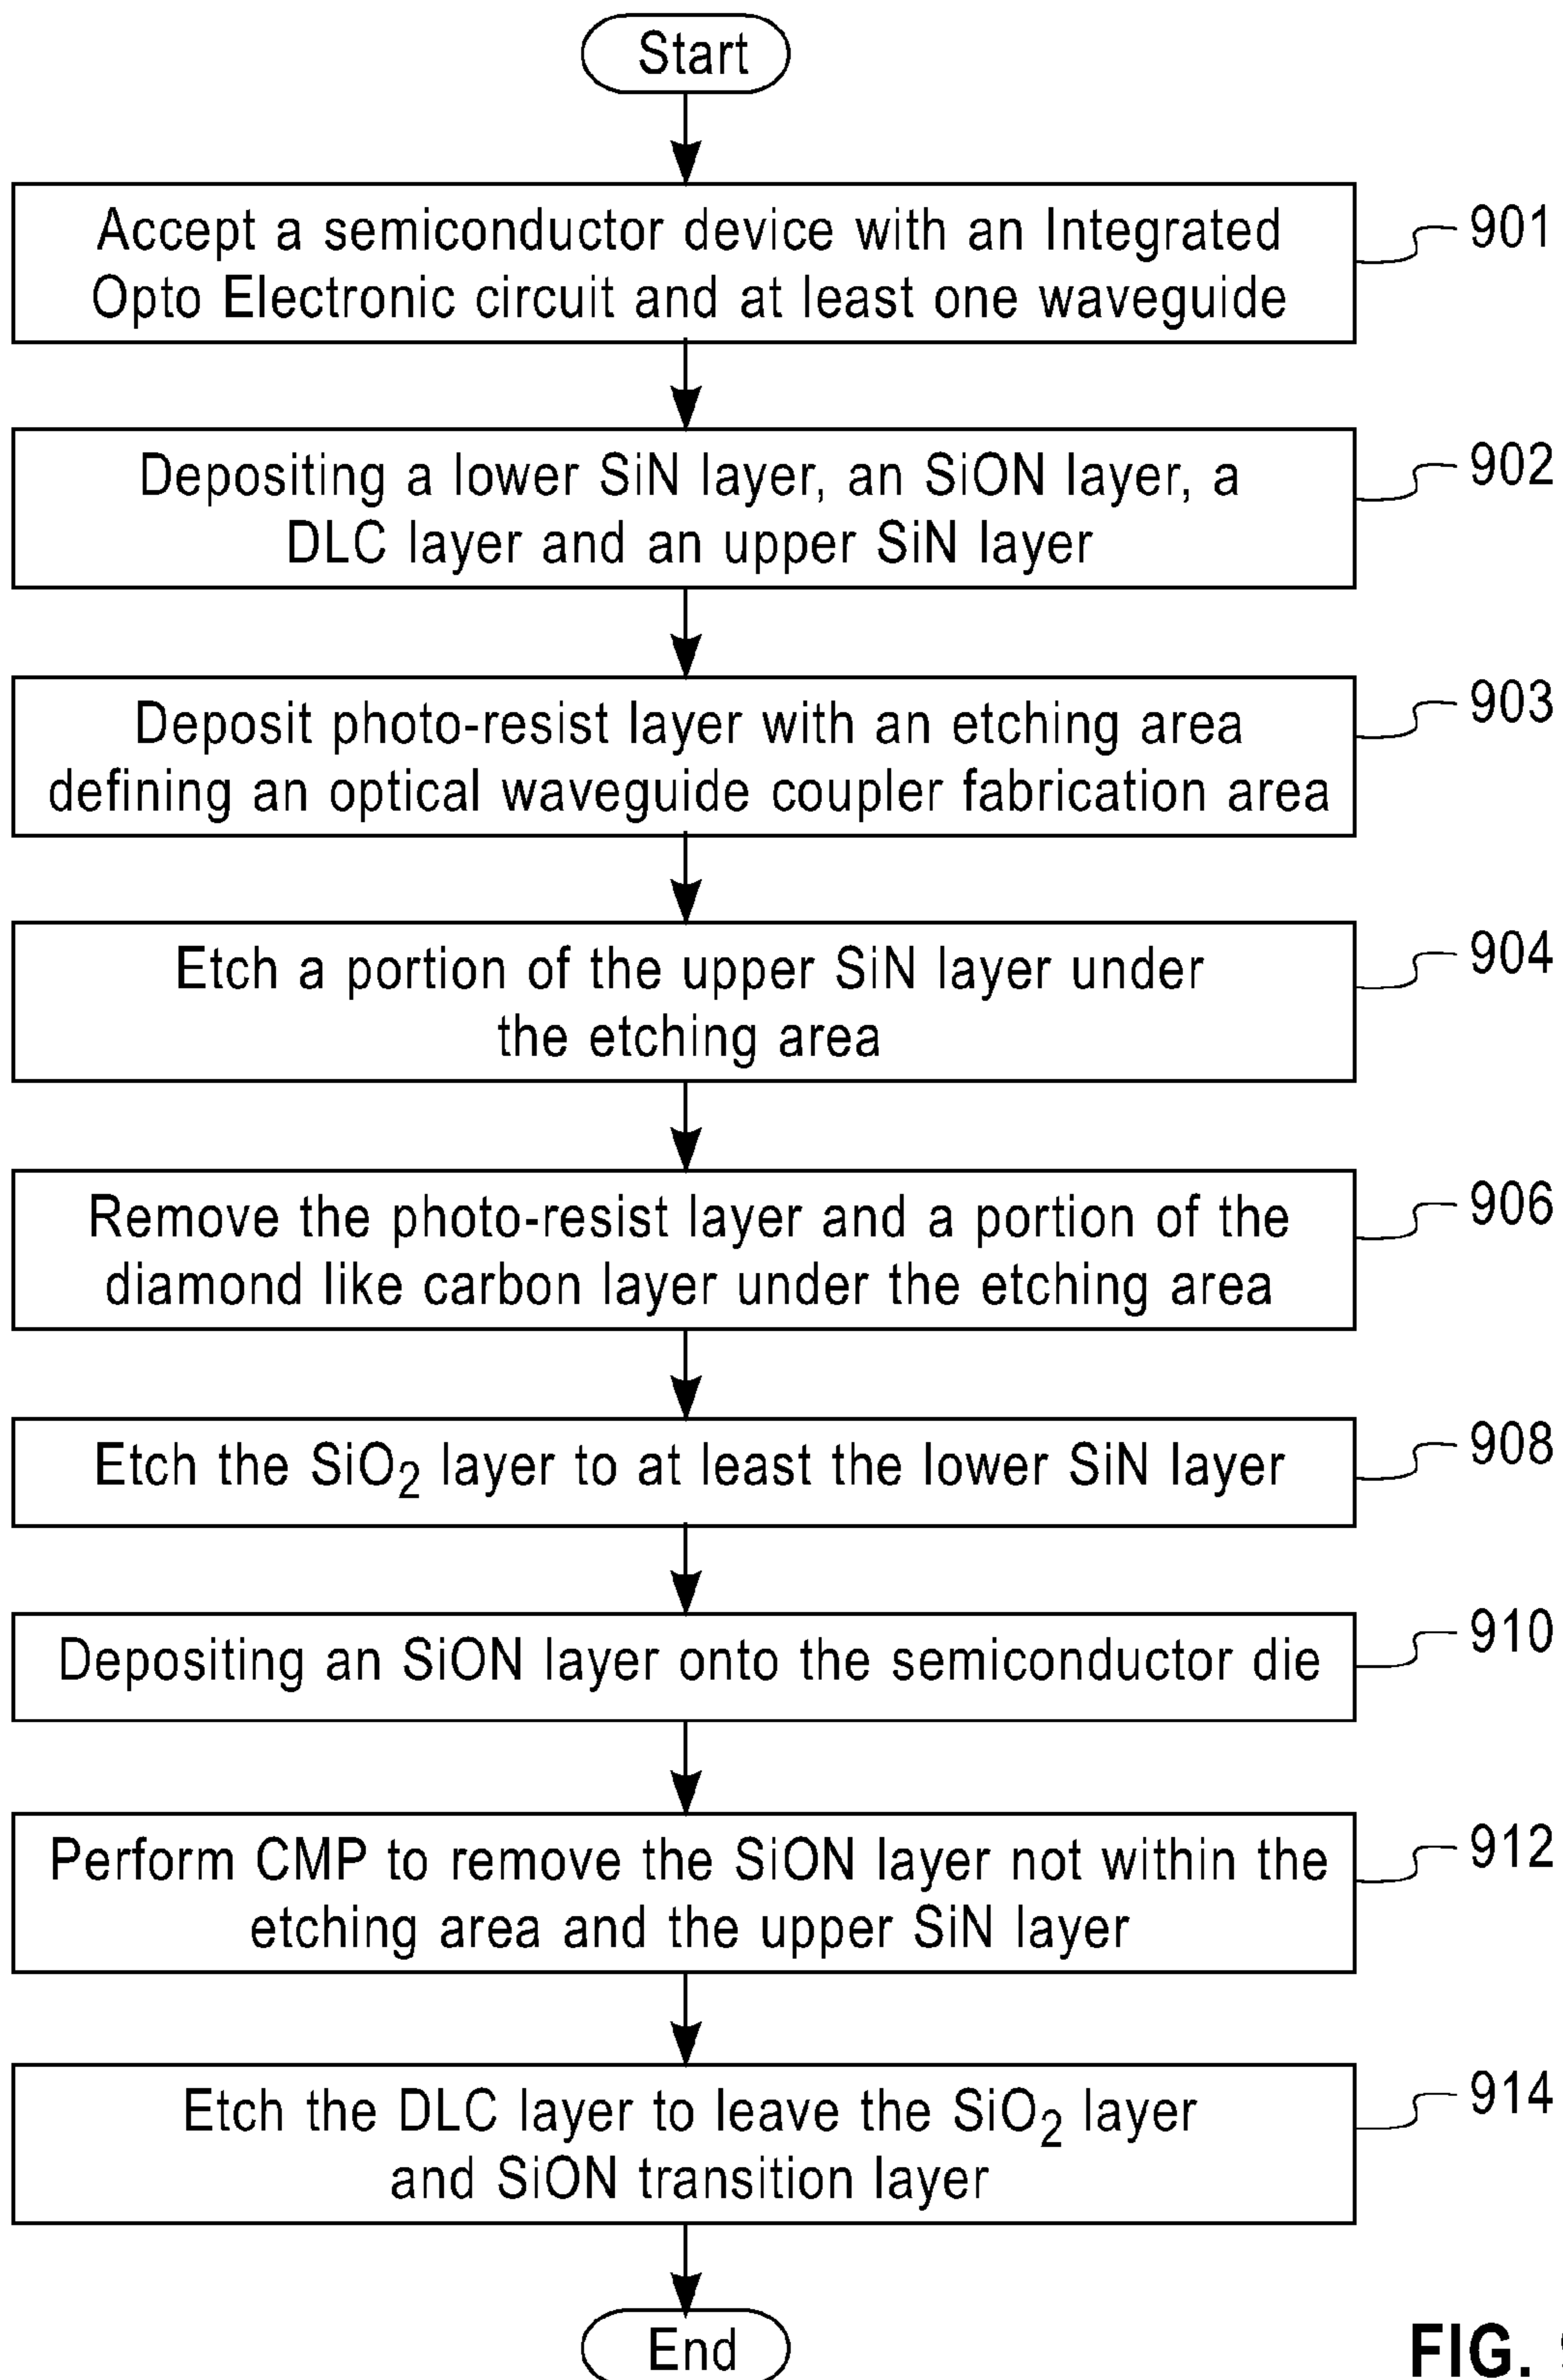 Start
Accept a semiconductor device with an Integrated
Opto Electronic circuit and at least one waveguide
901
Depositing a lower SiN layer, an SiON layer, a
DLC layer and an upper SiN layer
902
Deposit photo-resist layer with an etching area
defining an optical waveguide coupler fabrication area
903
Etch a portion of the upper SiN layer under
the etching area
904
Remove the photo-resist layer and a portion of the
diamond like carbon layer under the etching area
906
Etch the SiO2 layer to at least the lower SiN layer
908
Depositing an SiON layer onto the semiconductor die
910
Perform CMP to remove the SiON layer not within the
etching area and the upper SiN layer
912
Etch the DLC layer to leave the SiO2 layer
and SiON transition layer
914
End
FIG.